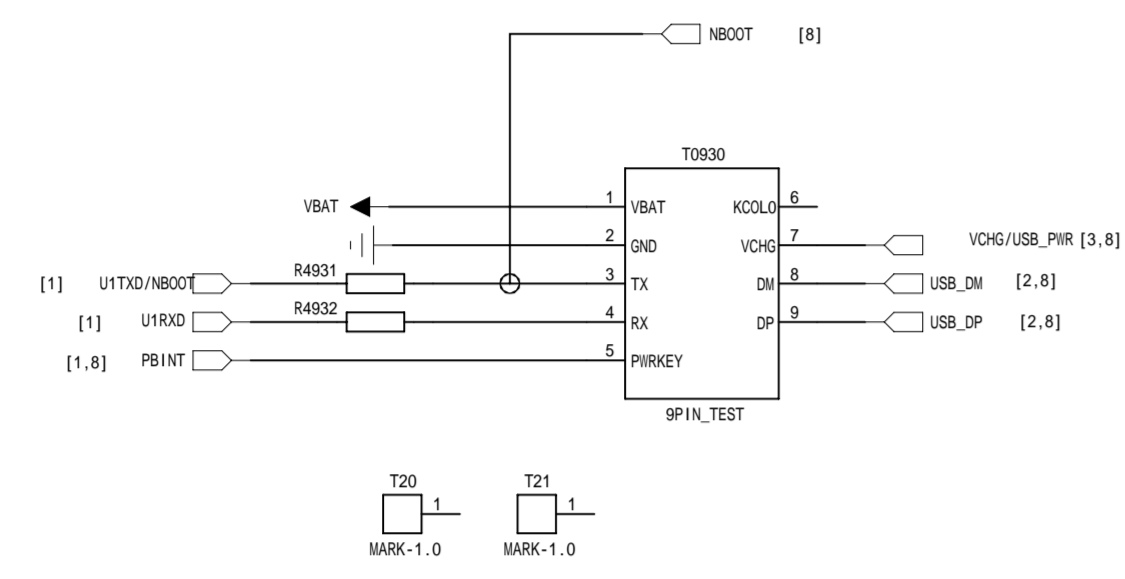 NBOOT [8]
T0930
VBAT 1 VBAT KCOL0 6
2 GND VCHG 7 VCHG/USB_PWR [3,8]
[1] U1TXD/NBOOT R4931 3 TX DM 8 USB_DM [2,8]
[1] U1RXD R4932 4 RX DP 9 USB_DP [2,8]
[1,8] PBINT 5 PWRKEY
9PIN_TEST
T20 T21
1 1
MARK-1.0 MARK-1.0